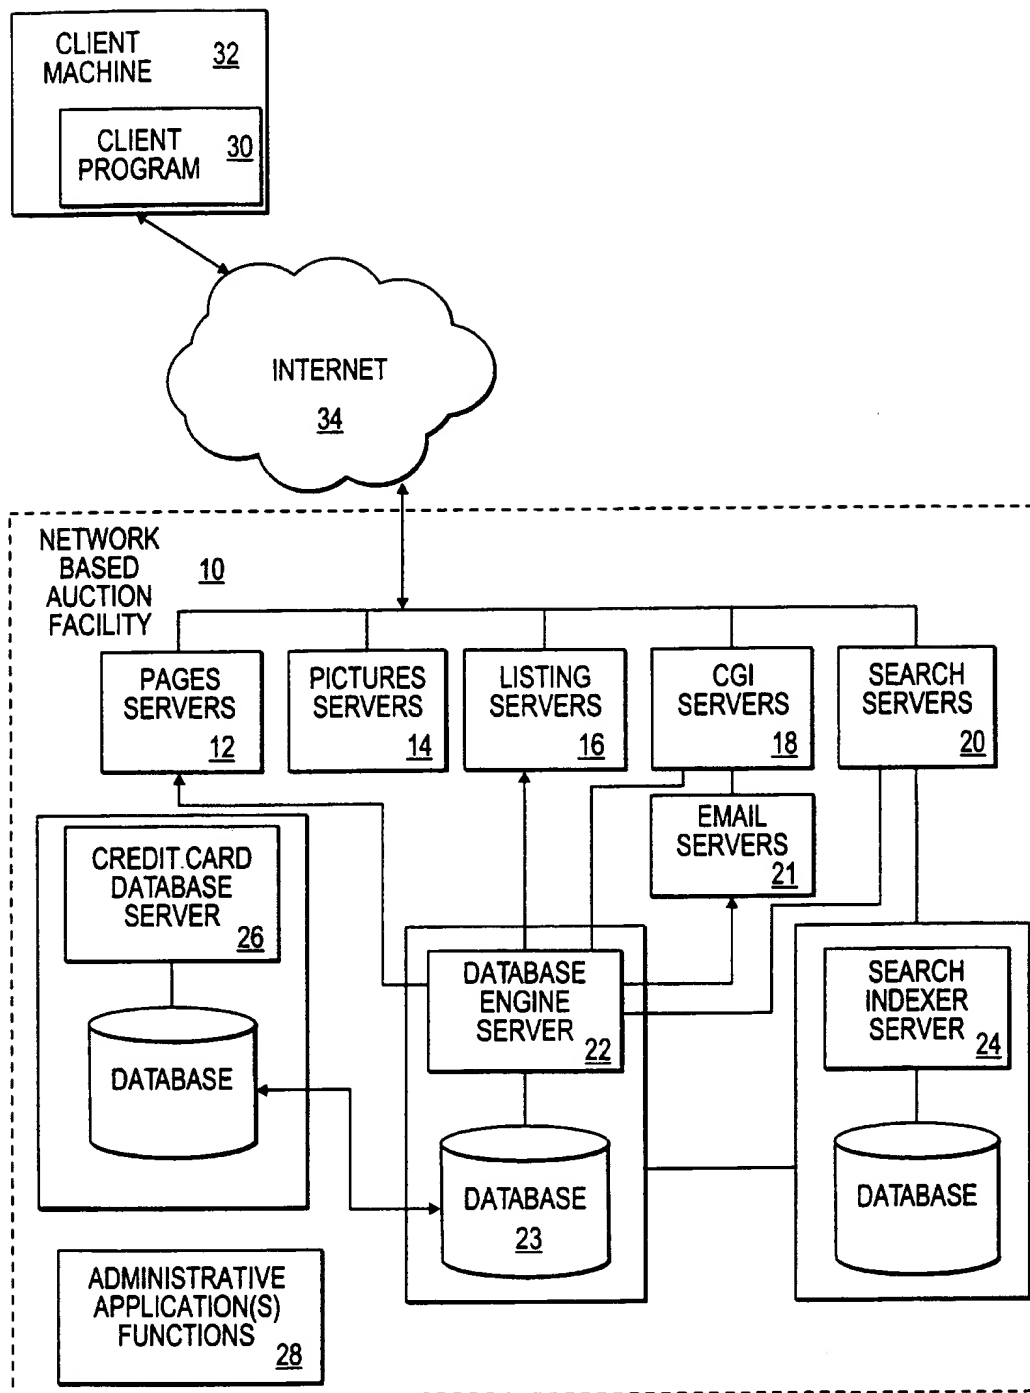 CLIENT
MACHINE
32
CLIENT
PROGRAM
30
INTERNET
34
NETWORK
BASED
AUCTION
FACILITY
10
PAGES
SERVERS
12
PICTURES
SERVERS
14
LISTING
SERVERS
16
CGI
SERVERS
18
SEARCH
SERVERS
20
EMAIL
SERVERS
21
CREDIT.CARD
DATABASE
SERVER
26
DATABASE
DATABASE
ENGINE
SERVER
22
DATABASE
23
SEARCH
INDEXER
SERVER
24
DATABASE
ADMINISTRATIVE
APPLICATION(S)
FUNCTIONS
28